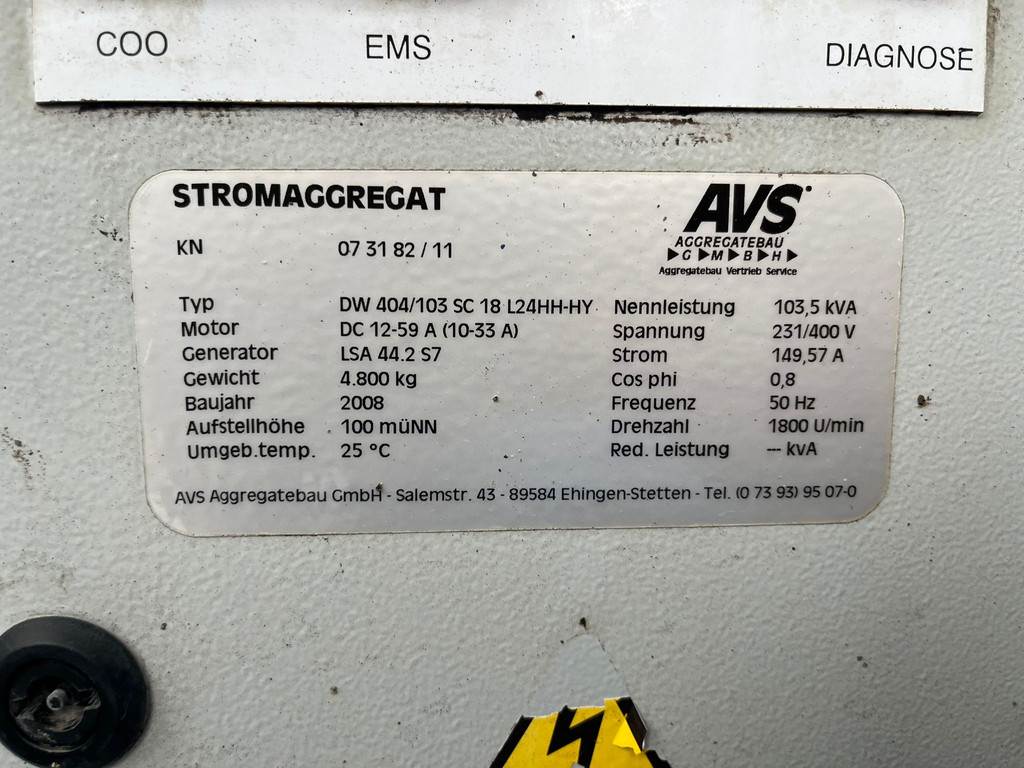 COO EMS DIAGNOSE
STROMAGGREGAT
AVS
AGGREGATEBAU
G M B H
Aggregatebau Vertrieb Service
KN 07 31 82 / 11
Typ DW 404/103 SC 18 L24HH-HY Nennleistung 103,5 kVA
Motor DC 12-59 A (10-33 A) Spannung 231/400 V
Generator LSA 44.2 S7 Strom 149,57 A
Gewicht 4.800 kg Cos phi 0,8
Baujahr 2008 Frequenz 50 Hz
Aufstellhöhe 100 müNN Drehzahl 1800 U/min
Umgeb.temp. 25 °C Red. Leistung --- kVA
AVS Aggregatebau GmbH - Salemstr. 43 - 89584 Ehingen-Stetten - Tel. (0 73 93) 95 07-0